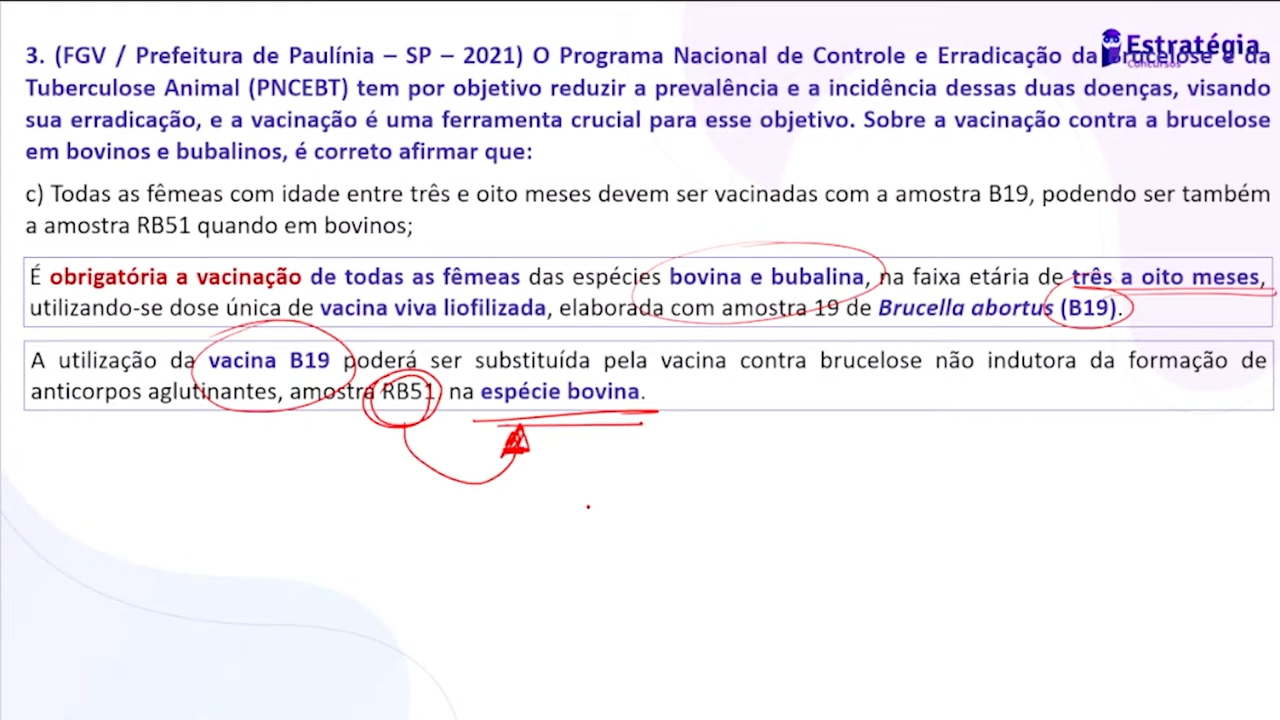 Estratégia
Concursos
3. (FGV / Prefeitura de Paulínia – SP – 2021) O Programa Nacional de Controle e Erradicação da Brucelose e da
Tuberculose Animal (PNCEBT) tem por objetivo reduzir a prevalência e a incidência dessas duas doenças, visando
sua erradicação, e a vacinação é uma ferramenta crucial para esse objetivo. Sobre a vacinação contra a brucelose
em bovinos e bubalinos, é correto afirmar que:
c) Todas as fêmeas com idade entre três e oito meses devem ser vacinadas com a amostra B19, podendo ser também
a amostra RB51 quando em bovinos;
É obrigatória a vacinação de todas as fêmeas das espécies bovina e bubalina, na faixa etária de três a oito meses,
utilizando-se dose única de vacina viva liofilizada, elaborada com amostra 19 de Brucella abortus (B19).
A utilização da vacina B19 poderá ser substituída pela vacina contra brucelose não indutora da formação de
anticorpos aglutinantes, amostra RB51, na espécie bovina.